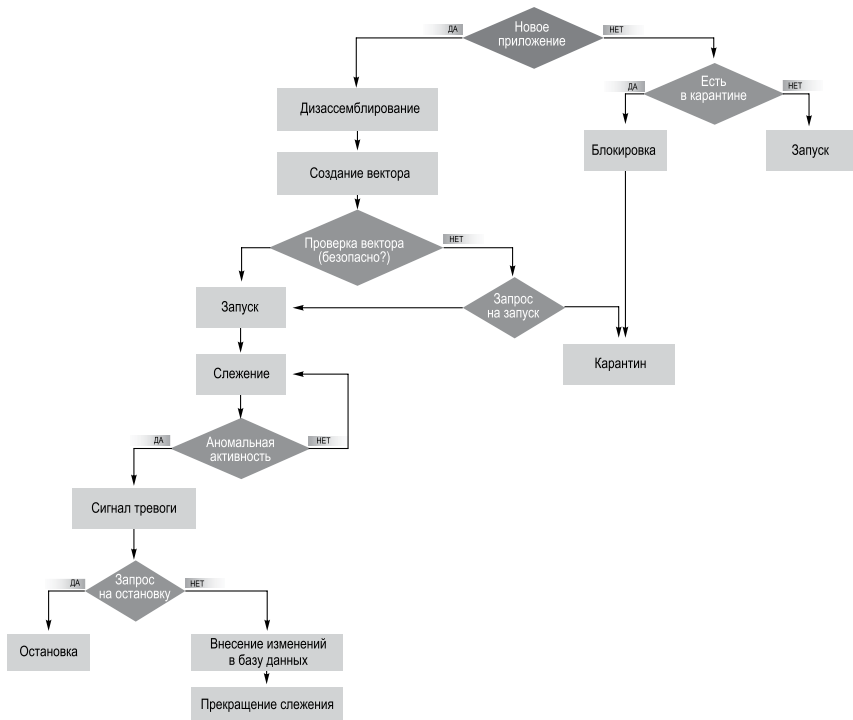 Новое
приложение
ДА
НЕТ
Есть
в карантине
ДА
НЕТ
Дизассемблирование
Блокировка
Запуск
Создание вектора
Проверка вектора
(безопасно?)
НЕТ
Запуск
Запрос
на запуск
Слежение
Карантин
Аномальная
активность
ДА
НЕТ
Сигнал тревоги
Запрос
на остановку
ДА
НЕТ
Остановка
Внесение изменений
в базу данных
Прекращение слежения